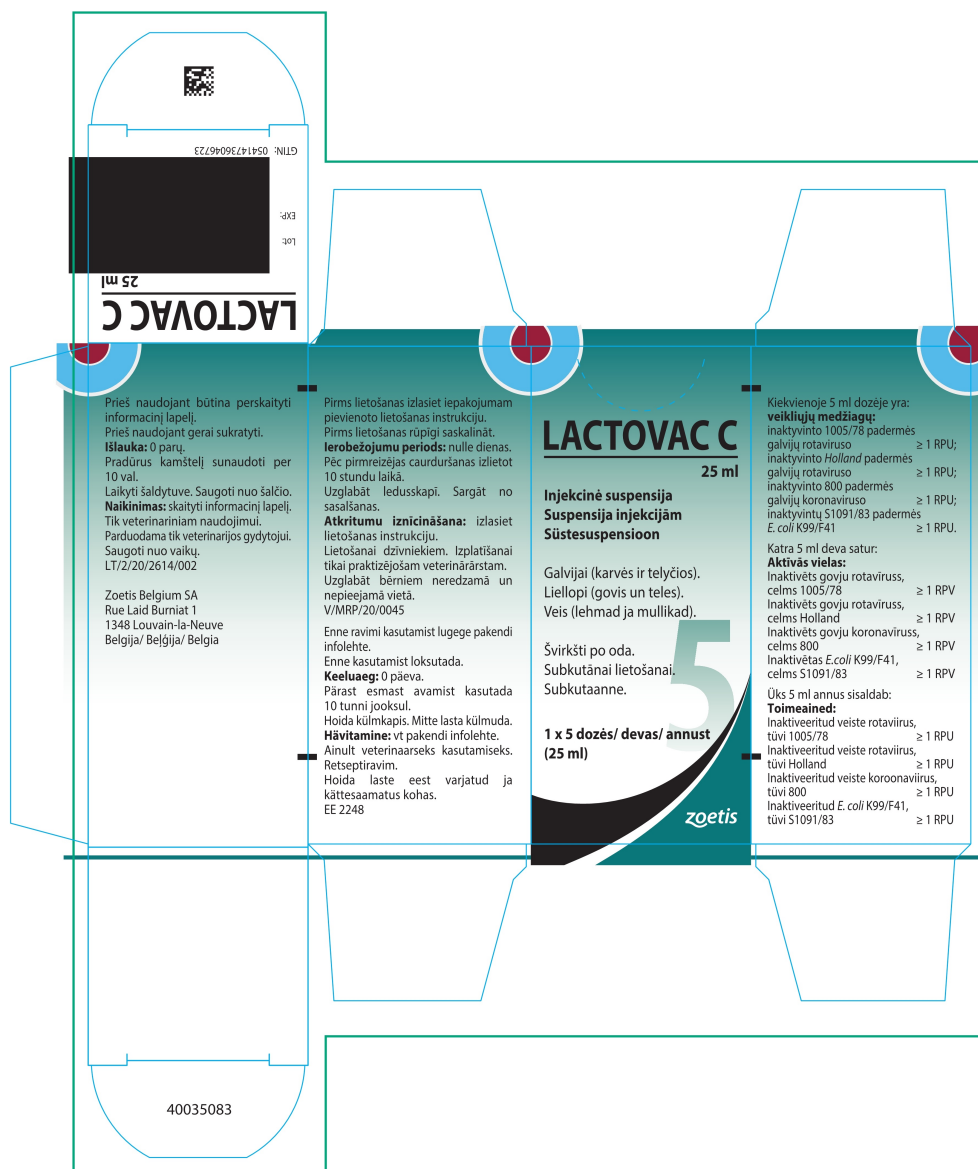 GTIN: 05414736046723
EXP:
Lot:
25 ml
LACTOVAC C
Prieš naudojant būtina perskaityti
informacinį lapelį.
Prieš naudojant gerai sukratyti.
Išlauka: 0 parų.
Pradūrus kamštelį sunaudoti per
10 val.
Laikyti šaldytuve. Saugoti nuo šalčio.
Naikinimas: skaityti informacinį lapelį.
Tik veterinariniam naudojimui.
Parduodama tik veterinarijos gydytojui.
Saugoti nuo vaikų.
LT/2/20/2614/002
Zoetis Belgium SA
Rue Laid Burniat 1
1348 Louvain-la-Neuve
Belgija/ Beļģija/ Belgia
Pirms lietošanas izlasiet iepakojumam
pievienoto lietošanas instrukciju.
Pirms lietošanas rūpīgi saskalināt.
Ierobežojumu periods: nulle dienas.
Pēc pirmreizējas caurduršanas izlietot
10 stundu laikā.
Uzglabāt ledusskapī. Sargāt no
sasalšanas.
Atkritumu iznīcināšana: izlasiet
lietošanas instrukciju.
Lietošanai dzīvniekiem. Izplatīšanai
tikai praktizējošam veterinārārstam.
Uzglabāt bērniem neredzamā un
nepieejamā vietā.
V/MRP/20/0045
Enne ravimi kasutamist lugege pakendi
infolehte.
Enne kasutamist loksutada.
Keeluaeg: 0 päeva.
Pärast esmast avamist kasutada
10 tunni jooksul.
Hoida külmkapis. Mitte lasta külmuda.
Hävitamine: vt pakendi infolehte.
Ainult veterinaarseks kasutamiseks.
Retseptiravim.
Hoida laste eest varjatud ja
kättesaamatus kohas.
EE 2248
LACTOVAC C
25 ml
Injekcinė suspensija
Suspensija injekcijām
Süstesuspensioon
Galvijai (karvės ir telyčios).
Liellopi (govis un teles).
Veis (lehmad ja mullikad).
Švirkšti po oda.
Subkutānai lietošanai.
Subkutaanne.
5
1 x 5 dozės/ devas/ annust
(25 ml)
zoetis
Kiekvienoje 5 ml dozėje yra:
veikliųjų medžiagų:
inaktyvinto 1005/78 padermės
galvijų rotaviruso ≥ 1 RPU;
inaktyvinto Holland padermės
galvijų rotaviruso ≥ 1 RPU;
inaktyvinto 800 padermės
galvijų koronaviruso ≥ 1 RPU;
inaktyvintų S1091/83 padermės
E. coli K99/F41 ≥ 1 RPU.
Katra 5 ml deva satur:
Aktīvās vielas:
Inaktivēts govju rotavīruss,
celms 1005/78 ≥ 1 RPV
Inaktivēts govju rotavīruss,
celms Holland ≥ 1 RPV
Inaktivēts govju koronavīruss,
celms 800 ≥ 1 RPV
Inaktivētas E.coli K99/F41,
celms S1091/83 ≥ 1 RPV
Üks 5 ml annus sisaldab:
Toimeained:
Inaktiveeritud veiste rotaviirus,
tüvi 1005/78 ≥ 1 RPU
Inaktiveeritud veiste rotaviirus,
tüvi Holland ≥ 1 RPU
Inaktiveeritud veiste koroonaviirus,
tüvi 800 ≥ 1 RPU
Inaktiveeritud E. coli K99/F41,
tüvi S1091/83 ≥ 1 RPU
40035083